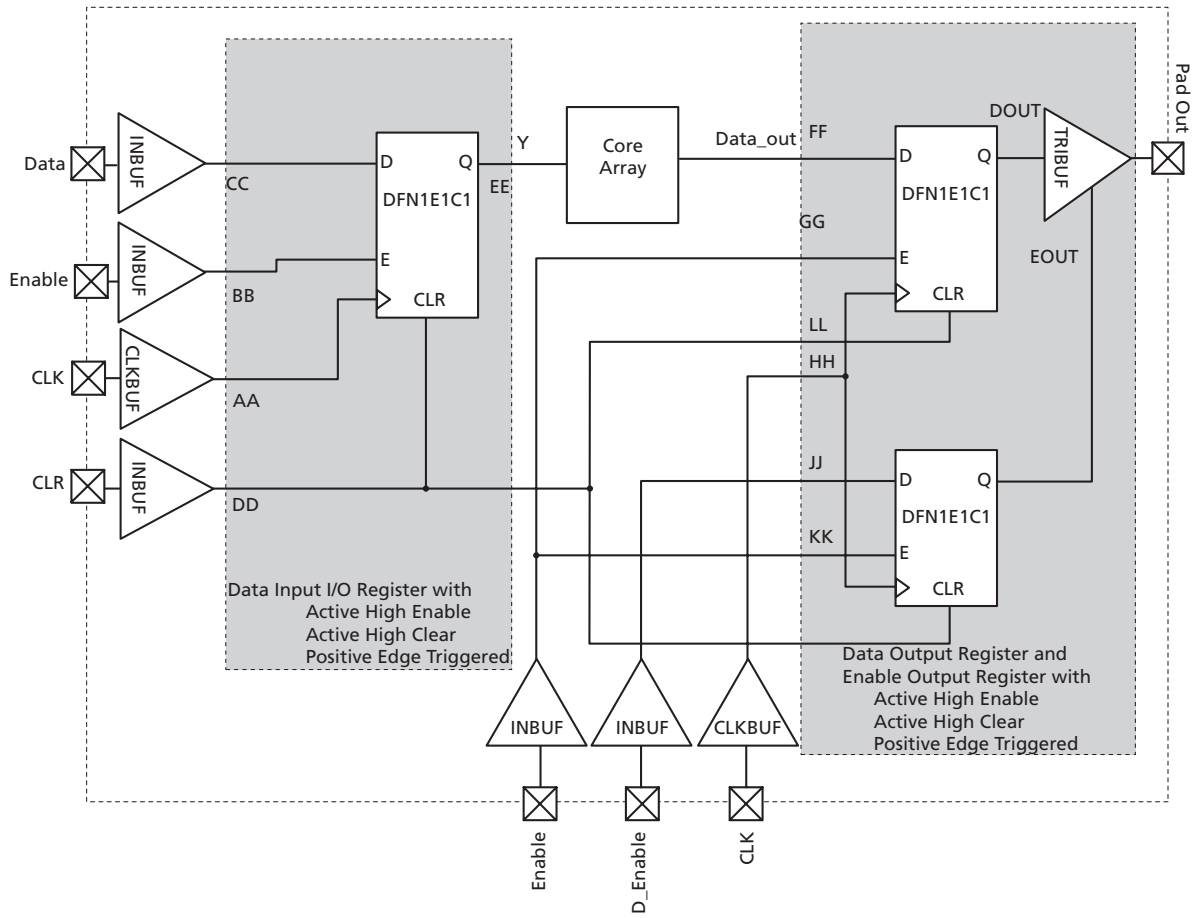 Pad Out
DOUT
INBUF
TRIBUF
FF
Y
Core
Array
Data_out
Data
D
Q
D
Q
CC
EE
DFN1E1C1
DFN1E1C1
GG
INBUF
E
E
EOUT
Enable
BB
CLR
CLR
LL
CLKBUF
HH
CLK
AA
JJ
INBUF
CLR
D
Q
DD
DFN1E1C1
KK
E
CLR
Data Input I/O Register with
Active High Enable
Active High Clear
Positive Edge Triggered
Data Output Register and
Enable Output Register with
Active High Enable
Active High Clear
Positive Edge Triggered
INBUF
INBUF
CLKBUF
Enable
D_Enable
CLK